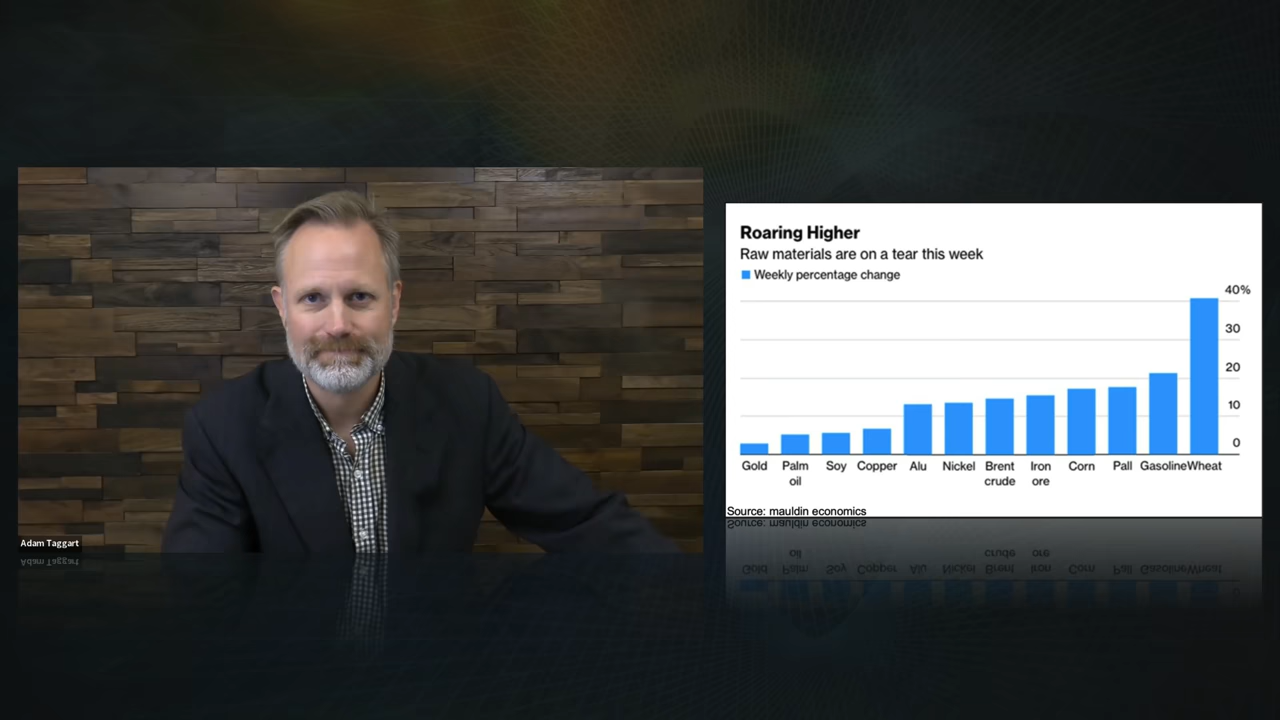 Adam Taggart
Roaring Higher
Raw materials are on a tear this week
Weekly percentage change
40%
30
20
10
0
Gold Palm oil Soy Copper Alu Nickel Brent crude Iron ore Corn Pall Gasoline Wheat
Source: mauldin economics